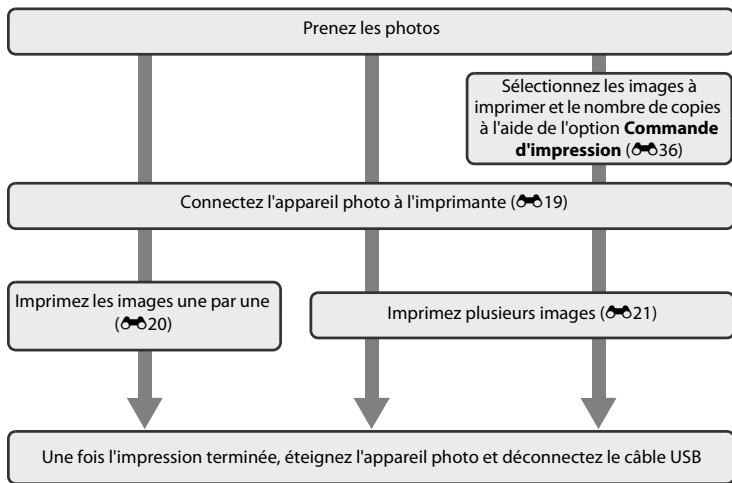 Prenez les photos
Sélectionnez les images à
imprimer et le nombre de copies
à l'aide de l'option Commande
d'impression (36)
Connectez l'appareil photo à l'imprimante (19)
Imprimez les images une par une
(20)
Imprimez plusieurs images (21)
Une fois l'impression terminée, éteignez l'appareil photo et déconnectez le câble USB